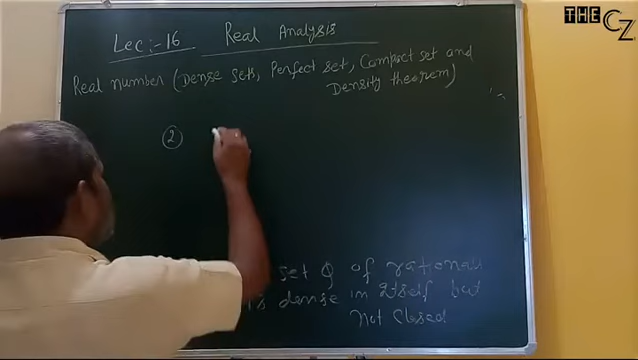 THE CZ
Lec:-16 Real Analysis
Real number (Dense sets, Perfect set, Compact set and
Density theorem)
2
set Q of rationals
is dense in itself but
Not Closed